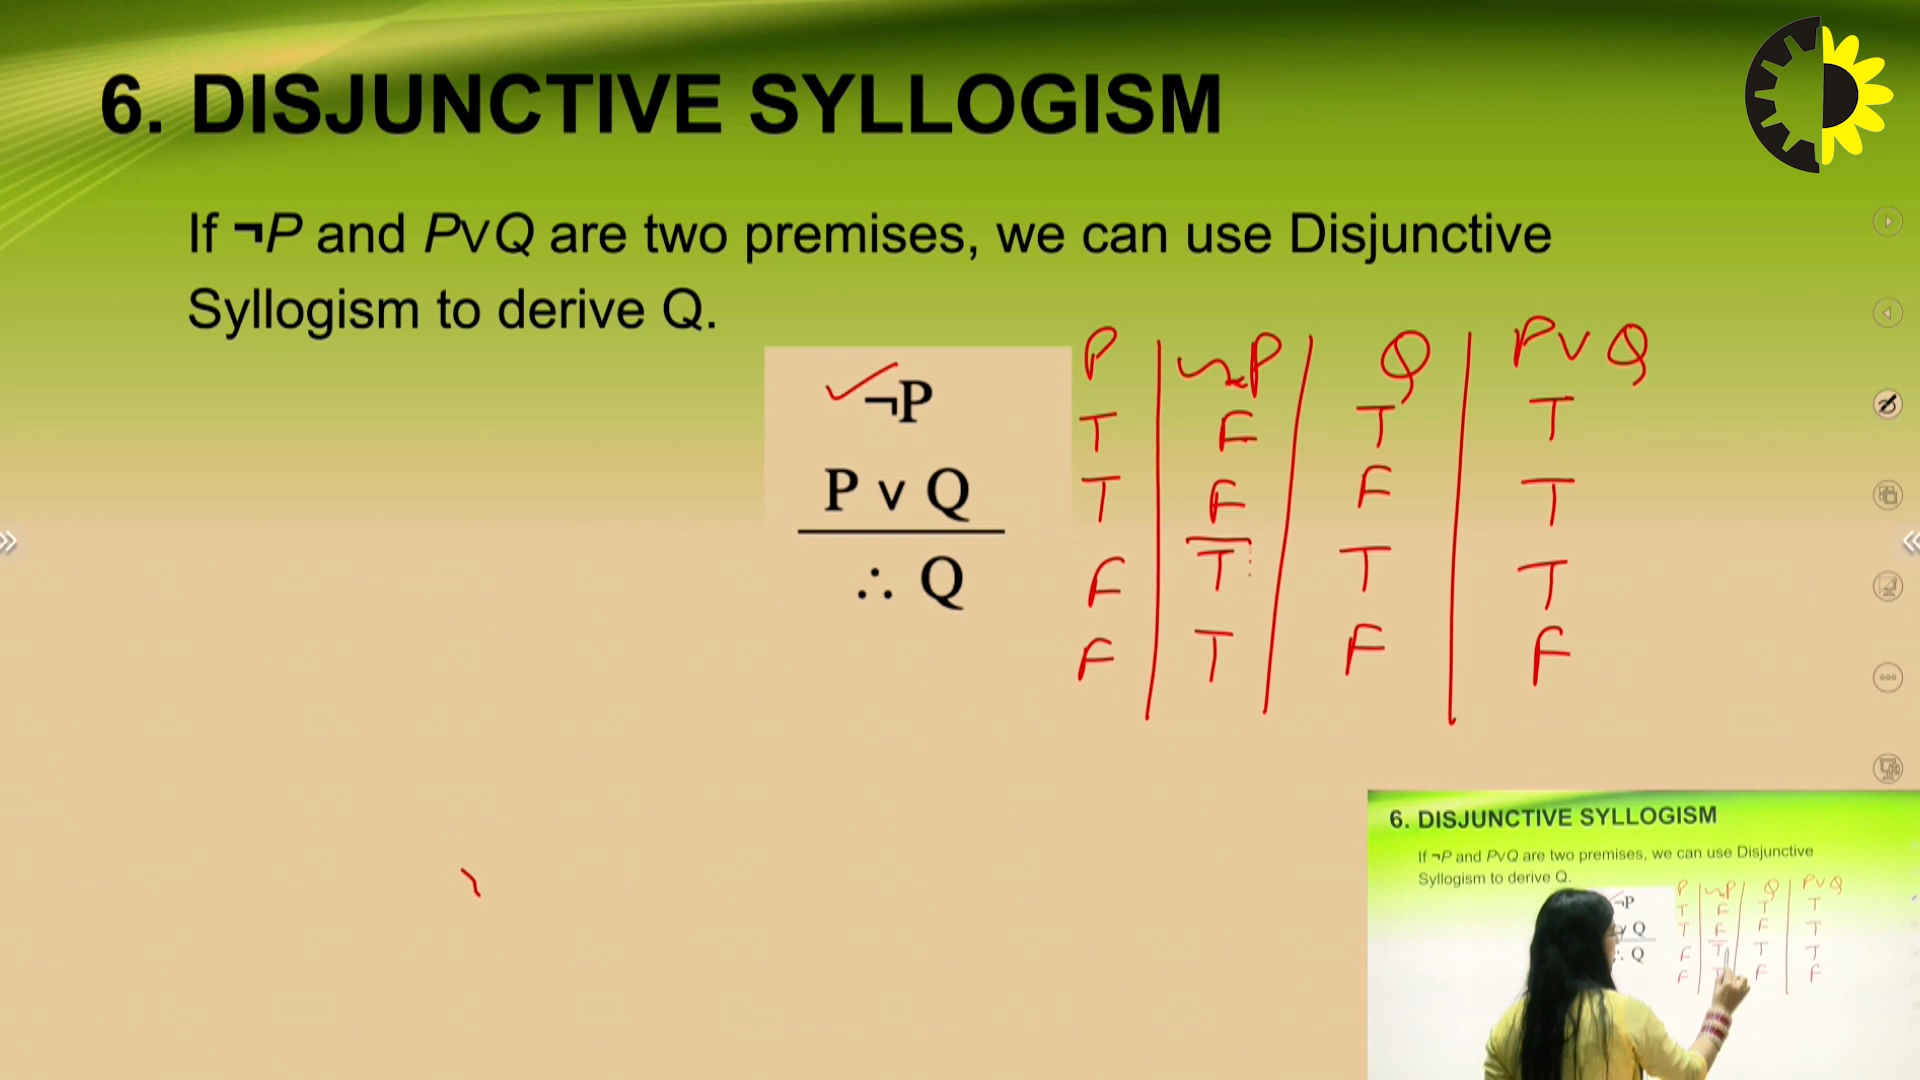 6. DISJUNCTIVE SYLLOGISM
If ¬P and P∨Q are two premises, we can use Disjunctive
Syllogism to derive Q.
¬P
P ∨ Q
∴ Q
P ~P Q P∨Q
T F T T
T F F T
F T T T
F T F F
6. DISJUNCTIVE SYLLOGISM
If ¬P and P∨Q are two premises, we can use Disjunctive
Syllogism to derive Q.
¬P
∨ Q
∴ Q
P ~P Q P∨Q
T F T T
T F F T
F T T T
F T F F